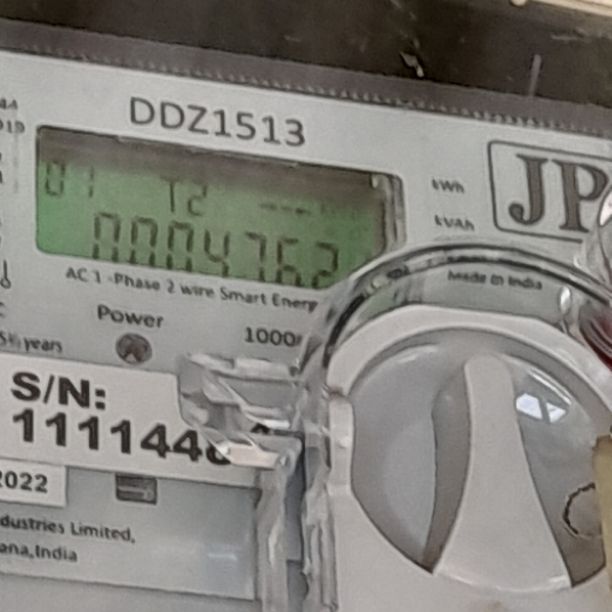 DDZ1513
01 T2
0004762
kWh
kVAh
JP
AC 1 -Phase 2 wire Smart Energ
Made in India
Power
1000
years
S/N:
111144
2022
dustries Limited,
ana,India